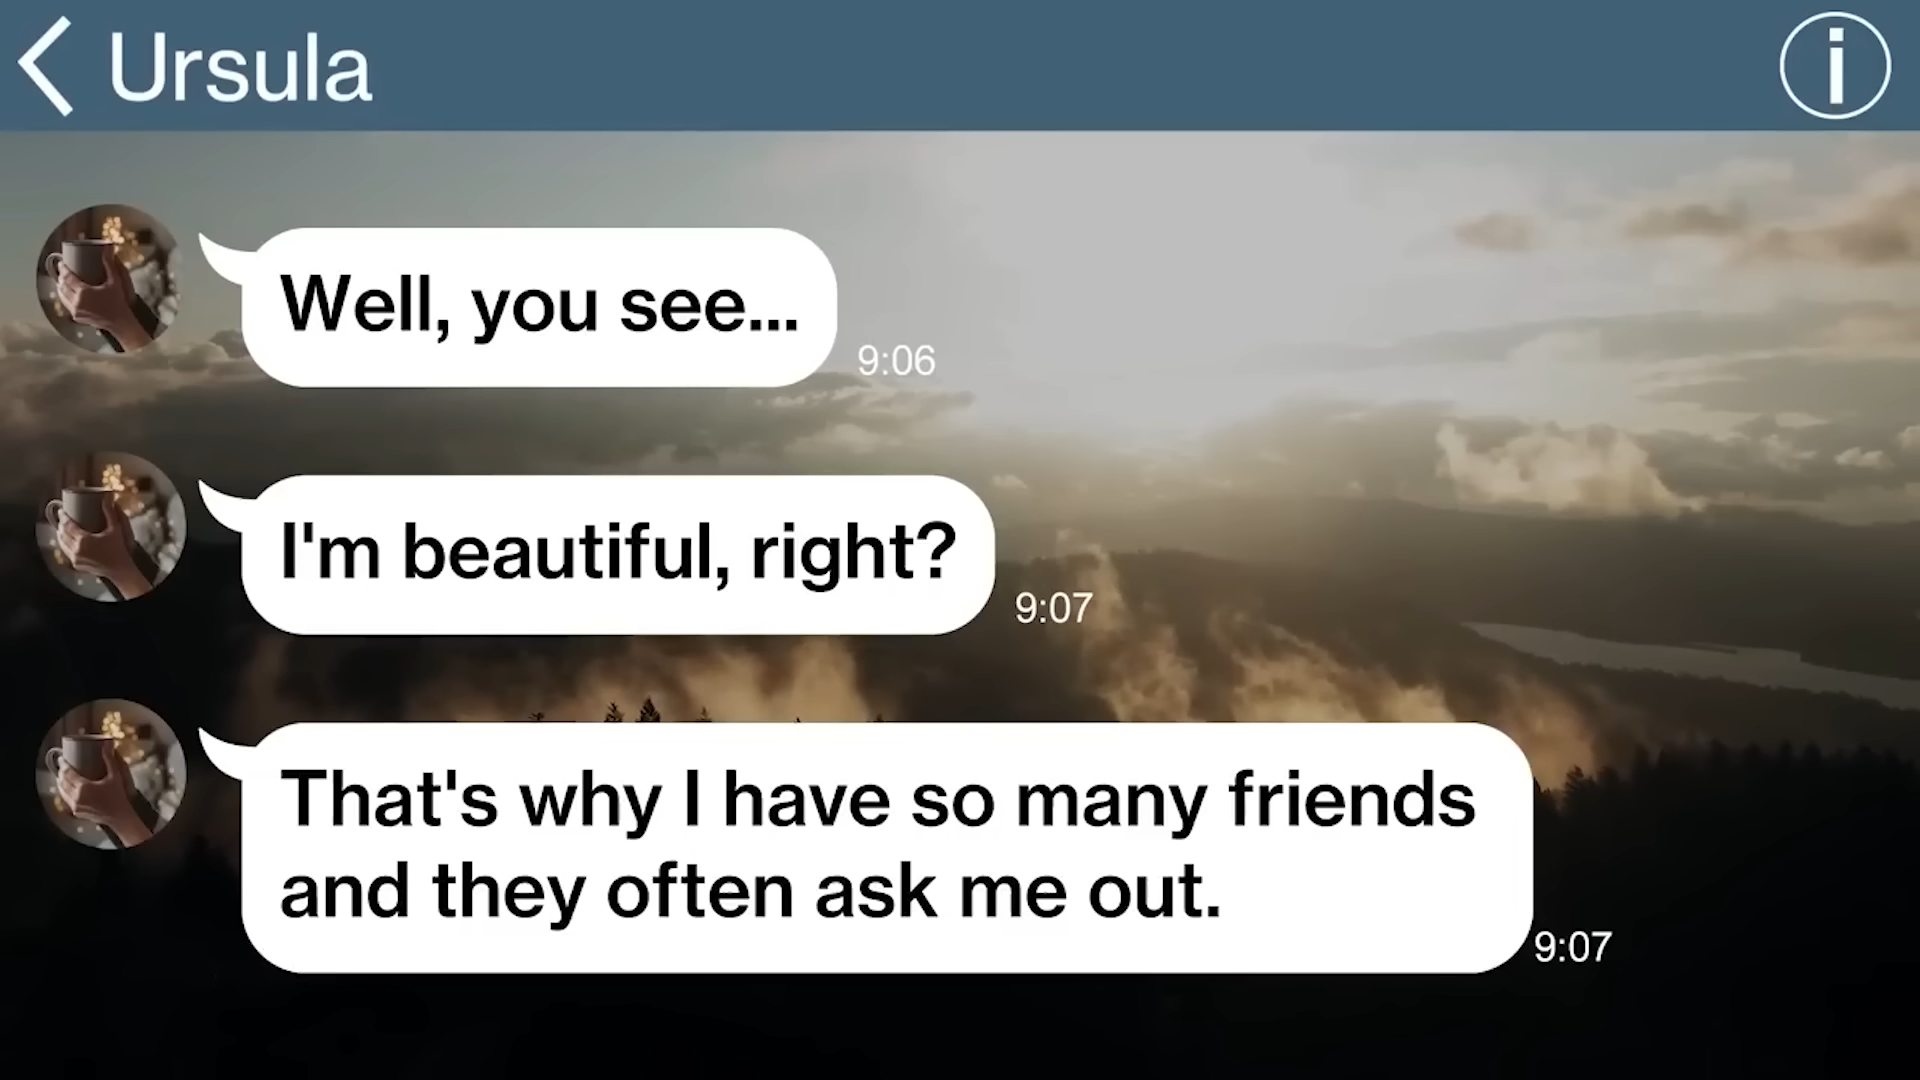 Ursula
i
Well, you see...
9:06
I'm beautiful, right?
9:07
That's why I have so many friends
and they often ask me out.
9:07